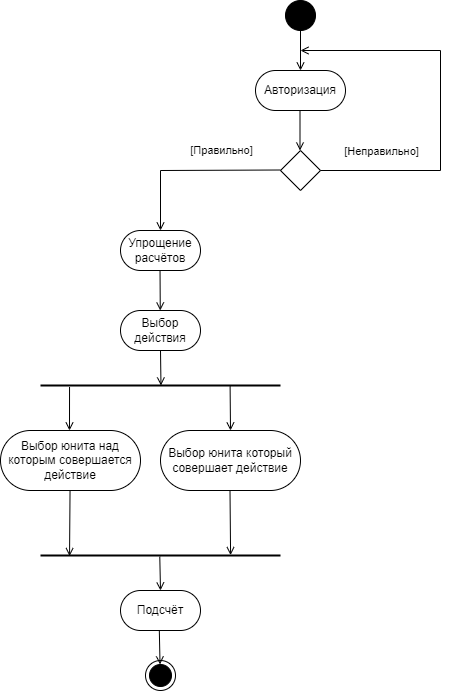 Авторизация
[Правильно]
[Неправильно]
Упрощение
расчётов
Выбор
действия
Выбор юнита над
которым совершается
действие
Выбор юнита который
совершает действие
Подсчёт